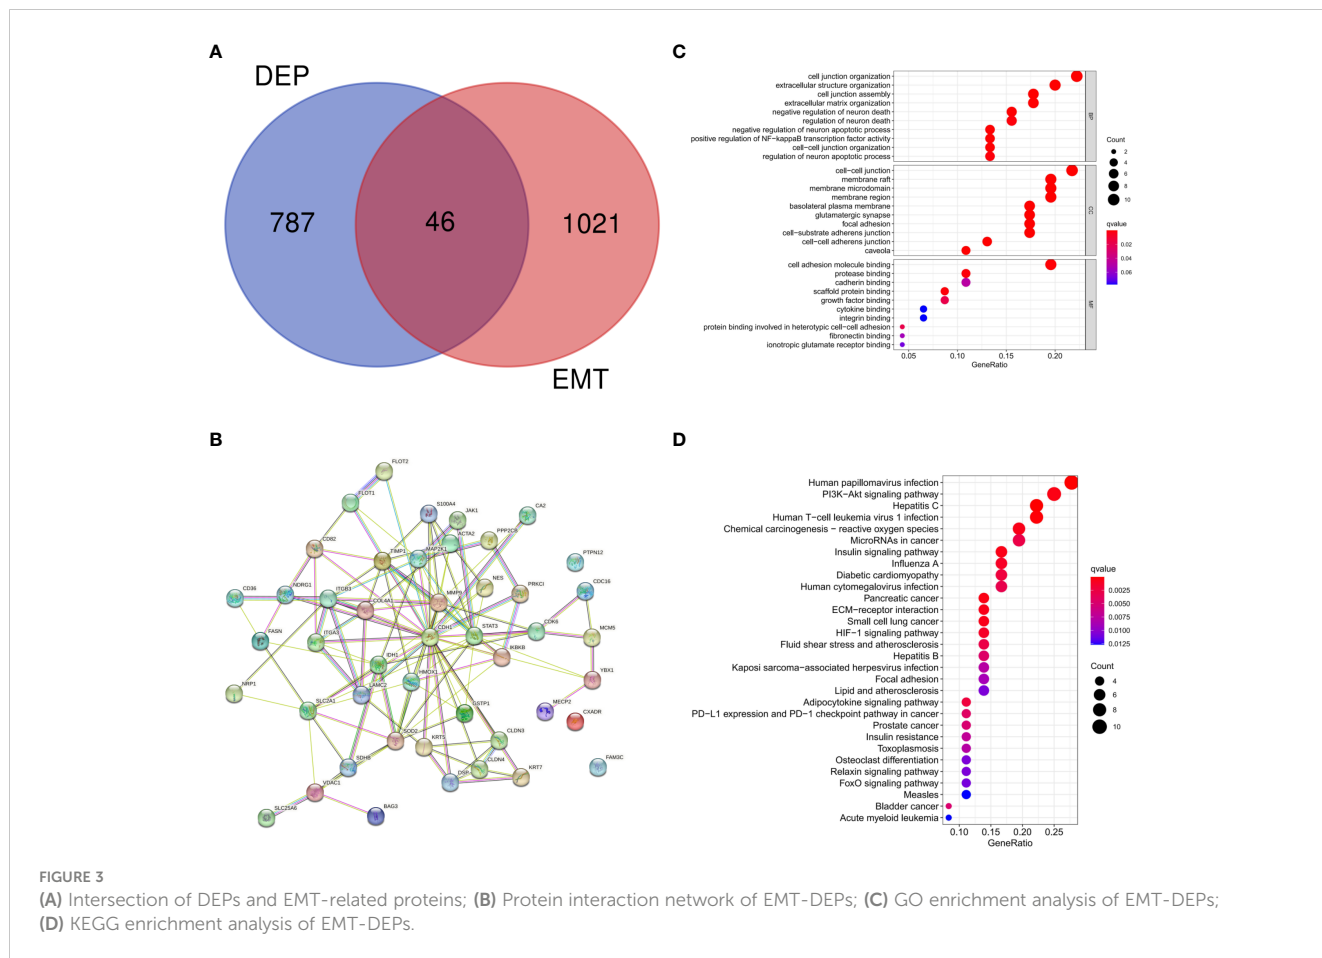 A
DEP
787
46
1021
EMT
B
FLOT2
FLOT1
S100A4
JAK1
CA2
ACTA2
PPP2CB
CD82
TIMP1
MAP2K1
PTPN12
NES
CDC16
CD36
NDRG1
ITGB3
COL4A1
MMP9
PRKCI
FASN
ITGA3
CDH1
STAT3
CDK6
MCM5
IDH1
IKBKB
NRP1
LAMC2
HMOX1
YBX1
SLC2A1
GSTP1
MECP2
CXADR
SOD2
KRT5
CLDN3
SDHB
DSP
CLDN4
KRT7
FAM3C
VDAC1
SLC25A6
BAG3
C
cell junction organization
extracellular structure organization
cell junction assembly
extracellular matrix organization
negative regulation of neuron death
regulation of neuron death
negative regulation of neuron apoptotic process
positive regulation of NF−kappaB transcription factor activity
cell−cell junction organization
regulation of neuron apoptotic process
BP
cell−cell junction
membrane raft
membrane microdomain
membrane region
basolateral plasma membrane
glutamatergic synapse
focal adhesion
cell−substrate adherens junction
cell−cell adherens junction
caveola
CC
cell adhesion molecule binding
protease binding
cadherin binding
scaffold protein binding
growth factor binding
cytokine binding
integrin binding
protein binding involved in heterotypic cell−cell adhesion
fibronectin binding
ionotropic glutamate receptor binding
MF
0.05 0.10 0.15 0.20
GeneRatio
Count
2
4
6
8
10
qvalue
0.02
0.04
0.06
D
Human papillomavirus infection
PI3K−Akt signaling pathway
Hepatitis C
Human T−cell leukemia virus 1 infection
Chemical carcinogenesis − reactive oxygen species
MicroRNAs in cancer
Insulin signaling pathway
Influenza A
Diabetic cardiomyopathy
Human cytomegalovirus infection
Pancreatic cancer
ECM−receptor interaction
Small cell lung cancer
HIF−1 signaling pathway
Fluid shear stress and atherosclerosis
Hepatitis B
Kaposi sarcoma−associated herpesvirus infection
Focal adhesion
Lipid and atherosclerosis
Adipocytokine signaling pathway
PD−L1 expression and PD−1 checkpoint pathway in cancer
Prostate cancer
Insulin resistance
Toxoplasmosis
Osteoclast differentiation
Relaxin signaling pathway
FoxO signaling pathway
Measles
Bladder cancer
Acute myeloid leukemia
0.10 0.15 0.20 0.25
GeneRatio
qvalue
0.0025
0.0050
0.0075
0.0100
0.0125
Count
4
6
8
10
FIGURE 3
(A) Intersection of DEPs and EMT-related proteins; (B) Protein interaction network of EMT-DEPs; (C) GO enrichment analysis of EMT-DEPs;
(D) KEGG enrichment analysis of EMT-DEPs.